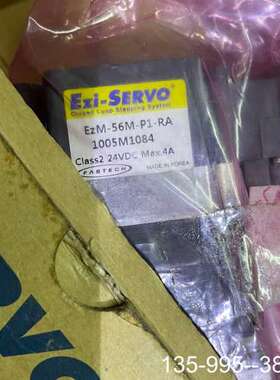 Ezi-SERVO®
Closed Loop Stepping System
EzM-56M-P1-RA
1005M1084
Class2 24VDC Max.4A
FASTECH MADE IN KOREA
135-995--38